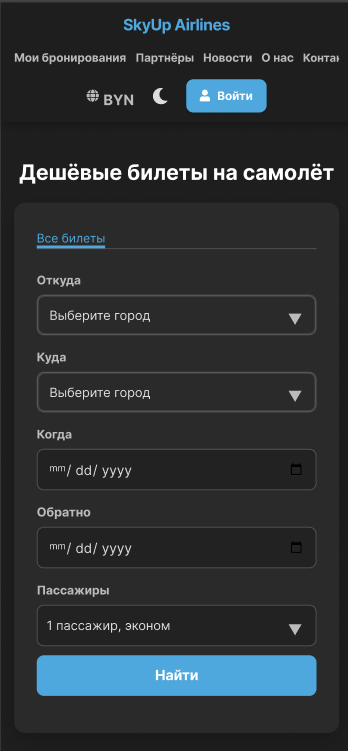 SkyUp Airlines
Мои бронирования Партнёры Новости О нас Контак
BYN Войти
Дешёвые билеты на самолёт
Все билеты
Откуда
Выберите город
Куда
Выберите город
Когда
mm/ dd/ yyyy
Обратно
mm/ dd/ yyyy
Пассажиры
1 пассажир, эконом
Найти